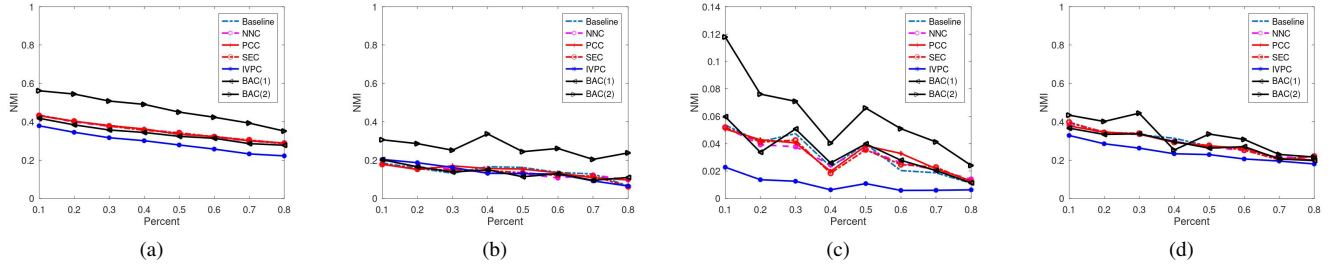 1
0.8
0.6
0.4
0.2
0
NMI
0.1 0.2 0.3 0.4 0.5 0.6 0.7 0.8
Percent
Baseline
NNC
PCC
SEC
IVPC
BAC(1)
BAC(2)
(a)
1
0.8
0.6
0.4
0.2
0
NMI
0.1 0.2 0.3 0.4 0.5 0.6 0.7 0.8
Percent
Baseline
NNC
PCC
SEC
IVPC
BAC(1)
BAC(2)
(b)
0.14
0.12
0.1
0.08
0.06
0.04
0.02
0
NMI
0.1 0.2 0.3 0.4 0.5 0.6 0.7 0.8
Percent
Baseline
NNC
PCC
SEC
IVPC
BAC(1)
BAC(2)
(c)
1
0.8
0.6
0.4
0.2
0
NMI
0.1 0.2 0.3 0.4 0.5 0.6 0.7 0.8
Percent
Baseline
NNC
PCC
SEC
IVPC
BAC(1)
BAC(2)
(d)